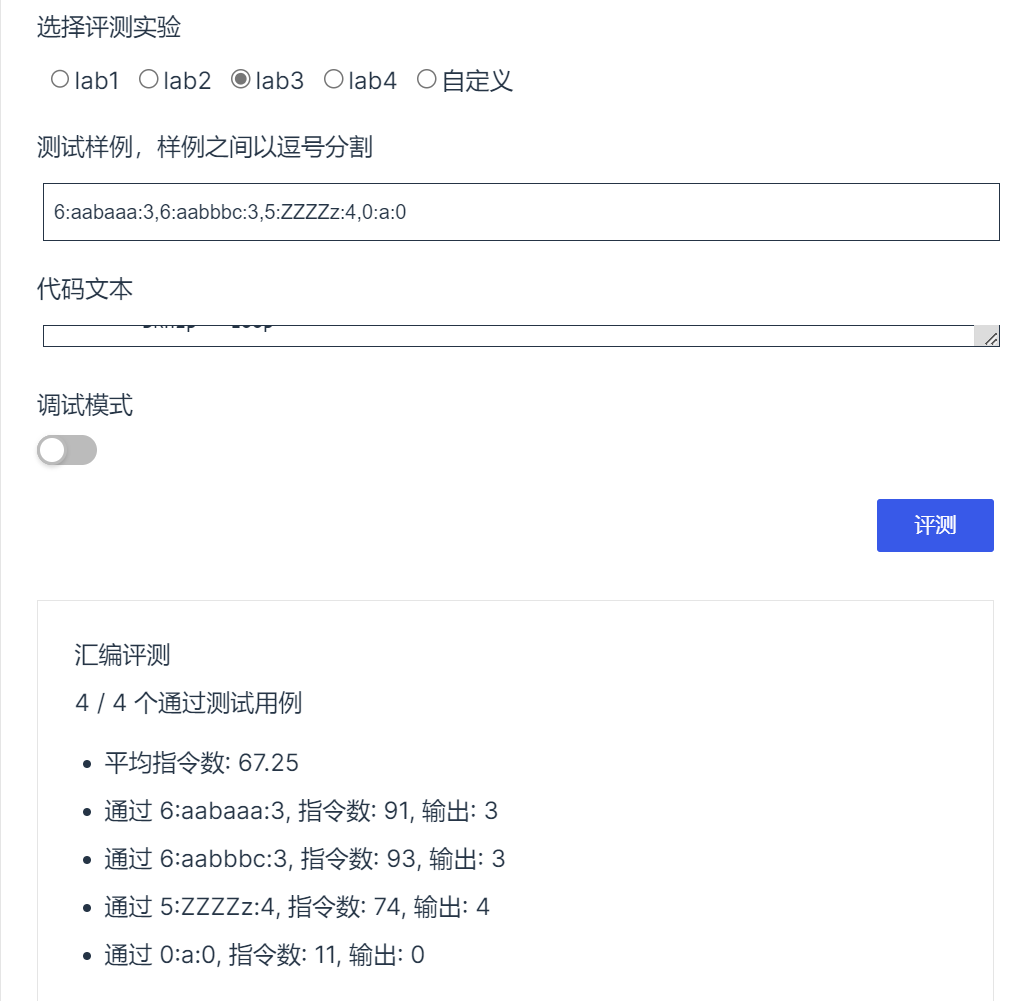 选择评测实验
lab1 lab2 lab3 lab4 自定义
测试样例，样例之间以逗号分割
6:aabaaa:3,6:aabbbc:3,5:ZZZZz:4,0:a:0
代码文本
调试模式
评测
汇编评测
4 / 4 个通过测试用例
平均指令数: 67.25
通过 6:aabaaa:3, 指令数: 91, 输出: 3
通过 6:aabbbc:3, 指令数: 93, 输出: 3
通过 5:ZZZZz:4, 指令数: 74, 输出: 4
通过 0:a:0, 指令数: 11, 输出: 0